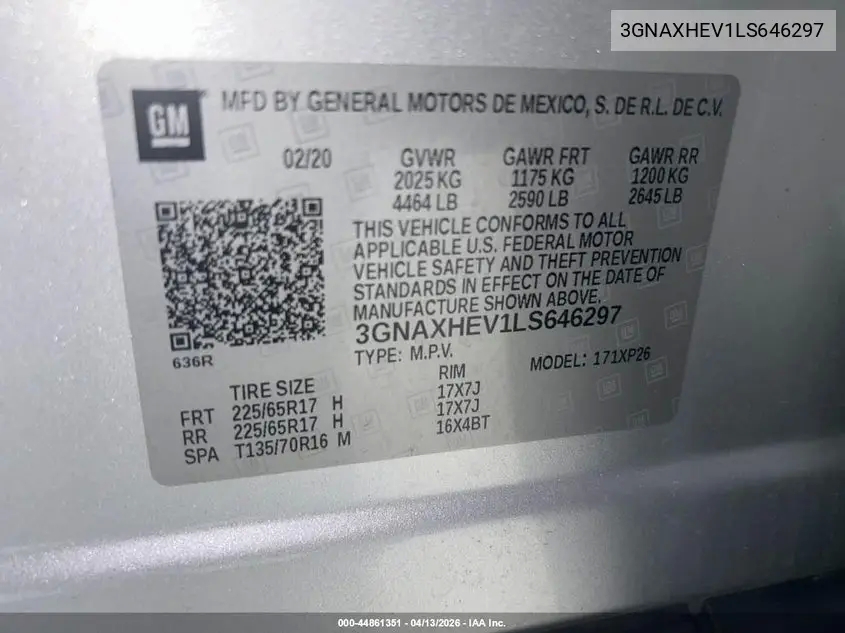 3GNAXHEV1LS646297
GM
MFD BY GENERAL MOTORS DE MEXICO, S. DE R.L. DE C.V.
02/20 GVWR GAWR FRT GAWR RR
2025 KG 1175 KG 1200 KG
4464 LB 2590 LB 2645 LB
THIS VEHICLE CONFORMS TO ALL
APPLICABLE U.S. FEDERAL MOTOR
VEHICLE SAFETY AND THEFT PREVENTION
STANDARDS IN EFFECT ON THE DATE OF
MANUFACTURE SHOWN ABOVE.
3GNAXHEV1LS646297
636R
TYPE: M.P.V. MODEL: 171XP26
TIRE SIZE RIM
FRT 225/65R17 H 17X7J
RR 225/65R17 H 17X7J
SPA T135/70R16 M 16X4BT
000-44861351 - 04/13/2026 - IAA Inc.